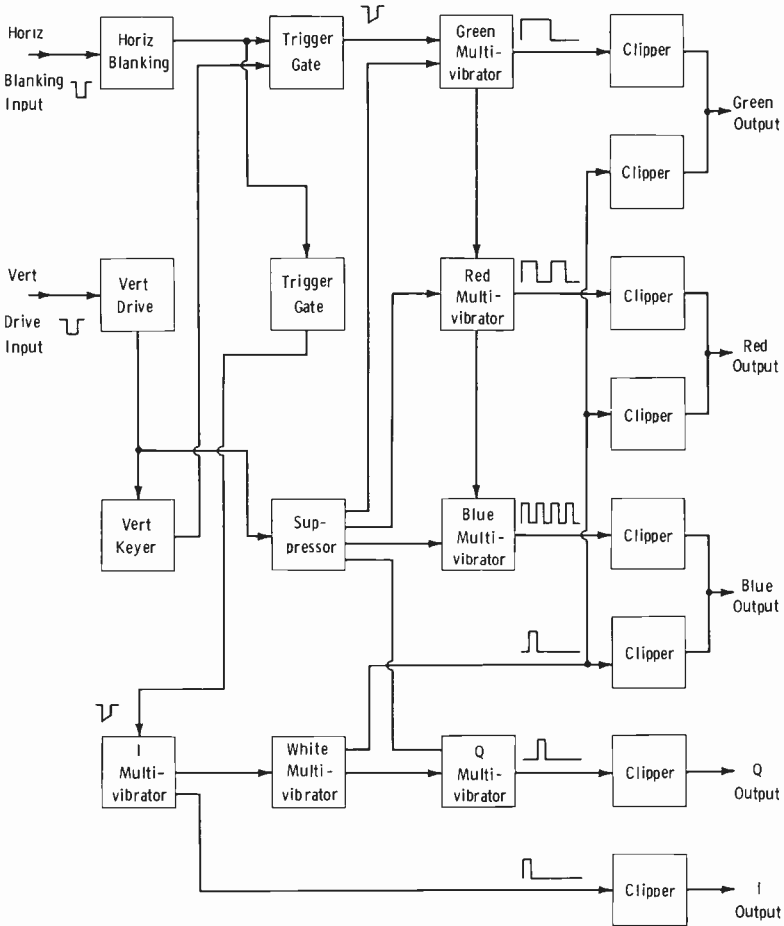 Horiz
Blanking
Input
Horiz
Blanking
Trigger
Gate
Green
Multi-
vibrator
Clipper
Green
Output
Clipper
Vert
Drive
Input
Vert
Drive
Trigger
Gate
Red
Multi-
vibrator
Clipper
Red
Output
Clipper
Vert
Keyer
Sup-
pressor
Blue
Multi-
vibrator
Clipper
Blue
Output
Clipper
I
Multi-
vibrator
White
Multi-
vibrator
Q
Multi-
vibrator
Clipper
Q
Output
Clipper
I
Output